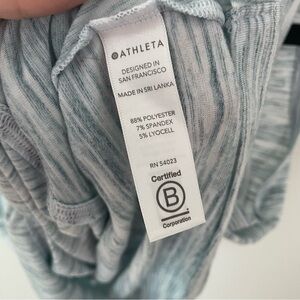 ATHLETA
DESIGNED IN
SAN FRANCISCO
MADE IN SRI LANKA
88% POLYESTER
7% SPANDEX
5% LYOCELL
RN 54023
Certified
B
Corporation